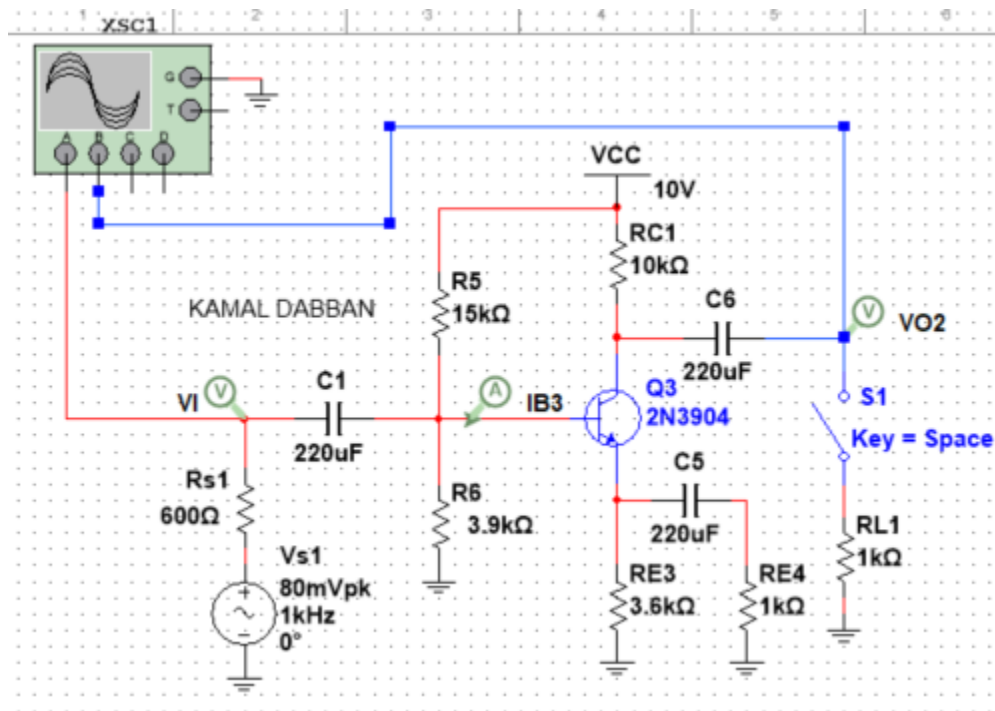 1 2 3 4 5 6
XSC1
G
T
A B C D
VCC
10V
RC1
10kΩ
R5
15kΩ
KAMAL DABBAN
C6
220uF
V
VO2
C1
220uF
VI
V
A
IB3
Q3
2N3904
S1
Key = Space
Rs1
600Ω
R6
3.9kΩ
C5
220uF
RL1
1kΩ
Vs1
80mVpk
1kHz
0°
RE3
3.6kΩ
RE4
1kΩ